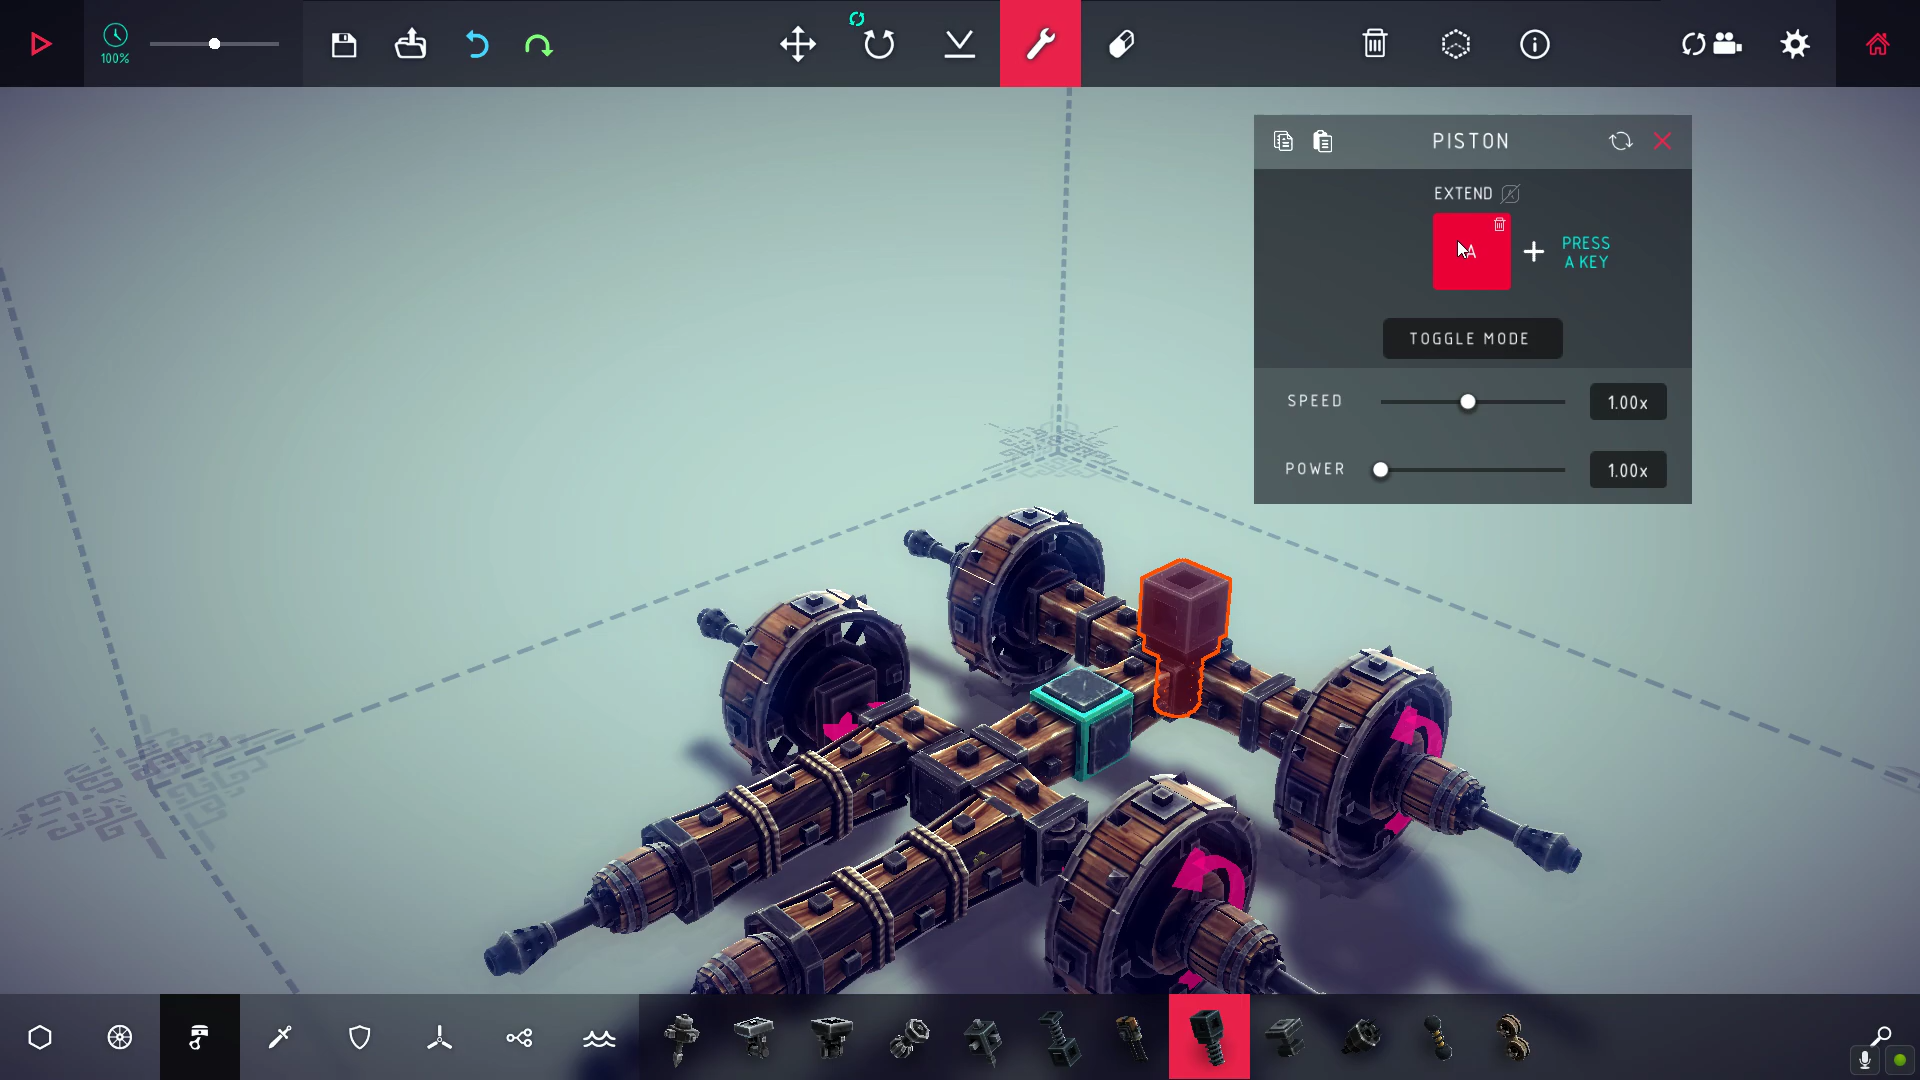 100%
PISTON
EXTEND
A
PRESS
A KEY
TOGGLE MODE
SPEED
1.00x
POWER
1.00x